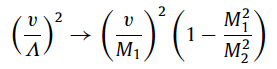 (υ/Λ)² → (υ/M₁)² (1 − M₁²/M₂²)